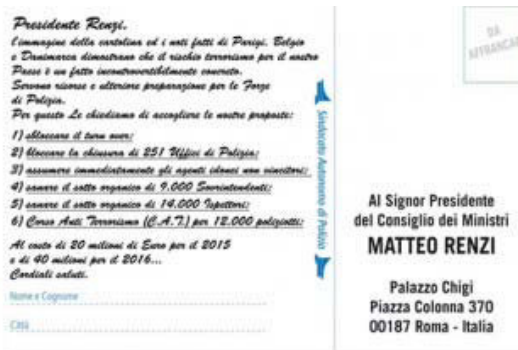 Presidente Renzi,
l'immagine della cartolina ed i noti fatti di Parigi, Belgio
e Danimarca dimostrano che il rischio terrorismo per il nostro
Paese è un fatto incontrovertibilmente concreto.
Servono risorse e ulteriore preparazione per le Forze
di Polizia.
Per questo Le chiediamo di accogliere le nostre proposte:
1) sbloccare il turn over;
2) bloccare la chiusura di 251 Uffici di Polizia;
3) assumere immediatamente gli agenti idonei non vincitori;
4) sanare il sotto organico di 9.000 Sovrintendenti;
5) sanare il sotto organico di 14.000 Ispettori;
6) Corso Anti Terrorismo (C.A.T.) per 12.000 poliziotti;
Al costo di 20 milioni di Euro per il 2015
e di 40 milioni per il 2016...
Cordiali saluti.
Nome e Cognome
Città
Sindacato Autonomo di Polizia
DA
AFFRANCARE
Al Signor Presidente
del Consiglio dei Ministri
MATTEO RENZI
Palazzo Chigi
Piazza Colonna 370
00187 Roma - Italia